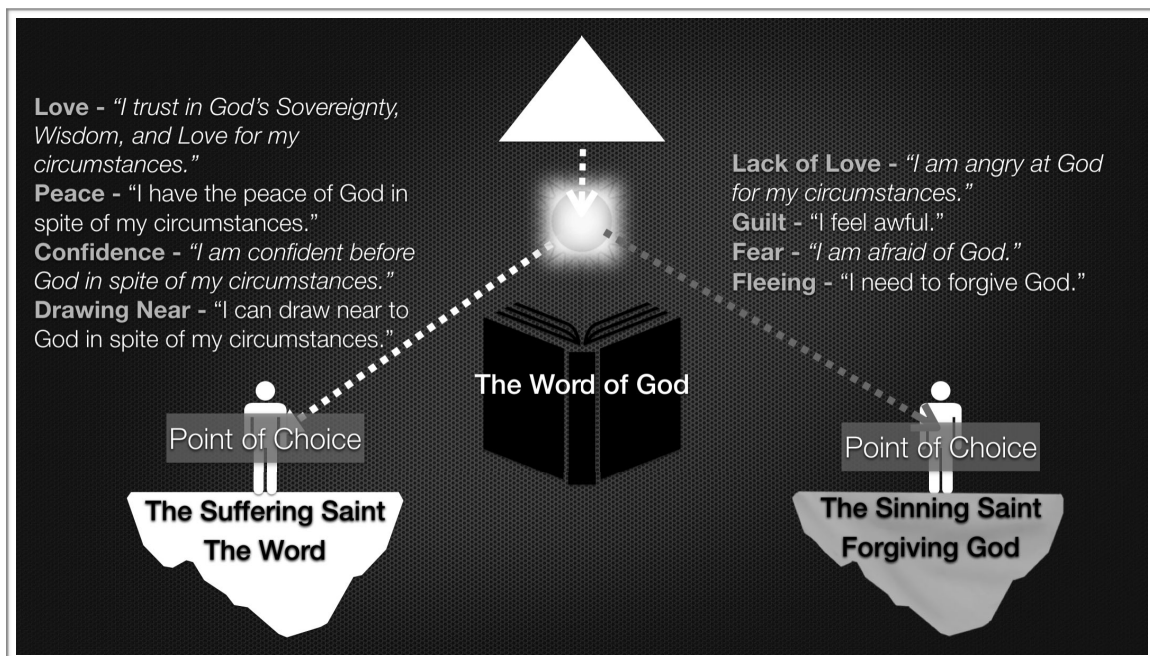 Love - “I trust in God’s Sovereignty,
Wisdom, and Love for my
circumstances.”
Peace - “I have the peace of God in
spite of my circumstances.”
Confidence - “I am confident before
God in spite of my circumstances.”
Drawing Near - “I can draw near to
God in spite of my circumstances.”
Lack of Love - “I am angry at God
for my circumstances.”
Guilt - “I feel awful.”
Fear - “I am afraid of God.”
Fleeing - “I need to forgive God.”
The Word of God
Point of Choice
The Suffering Saint
The Word
Point of Choice
The Sinning Saint
Forgiving God